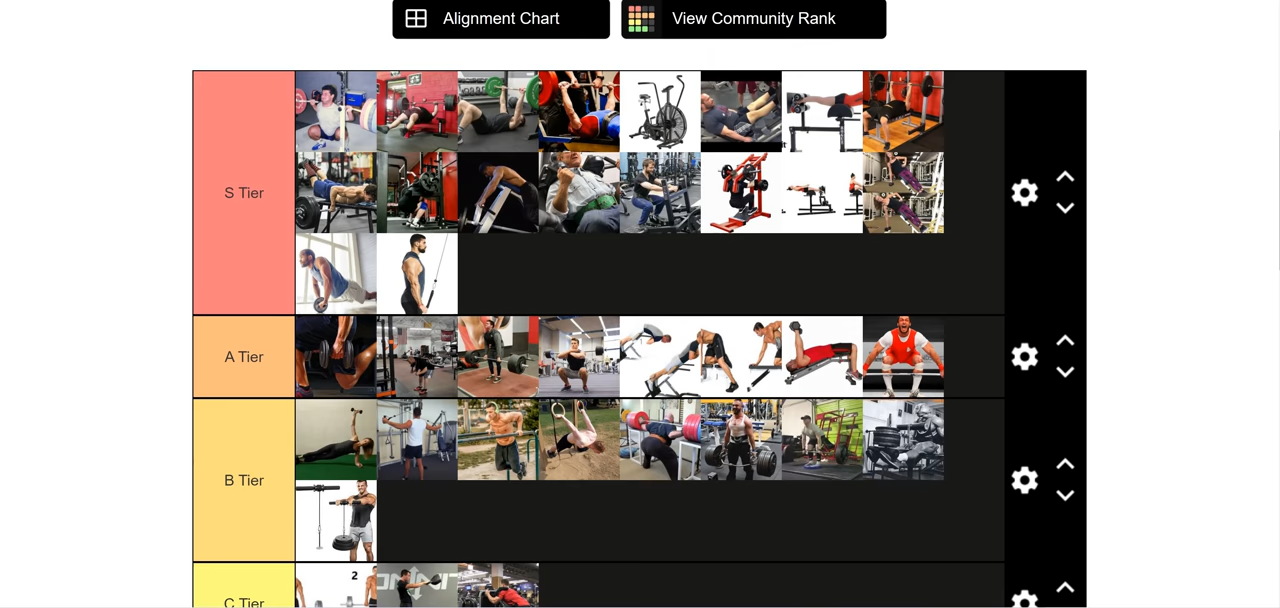 Alignment Chart
View Community Rank
S Tier
A Tier
B Tier
C Tier
2